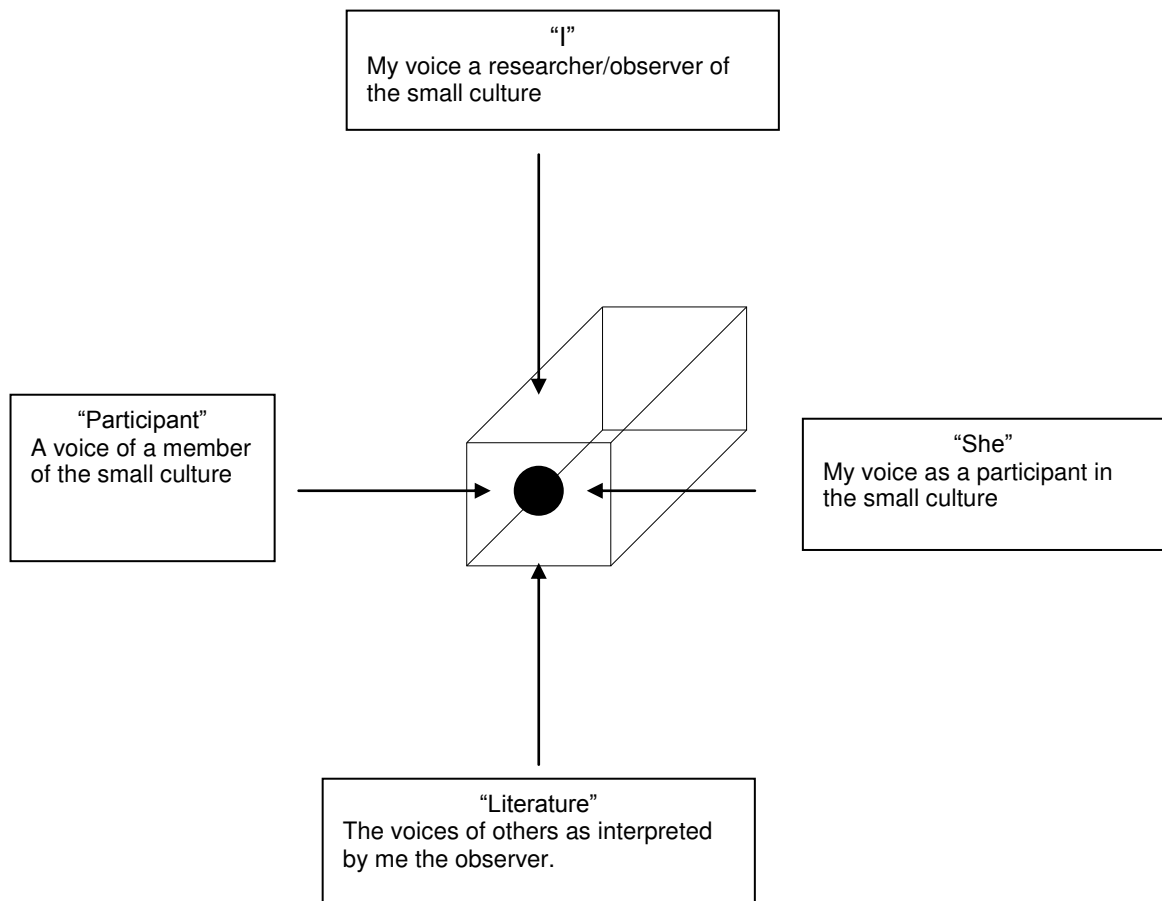 “I”
My voice a researcher/observer of
the small culture
“Participant”
A voice of a member
of the small culture
“She”
My voice as a participant in
the small culture
“Literature”
The voices of others as interpreted
by me the observer.